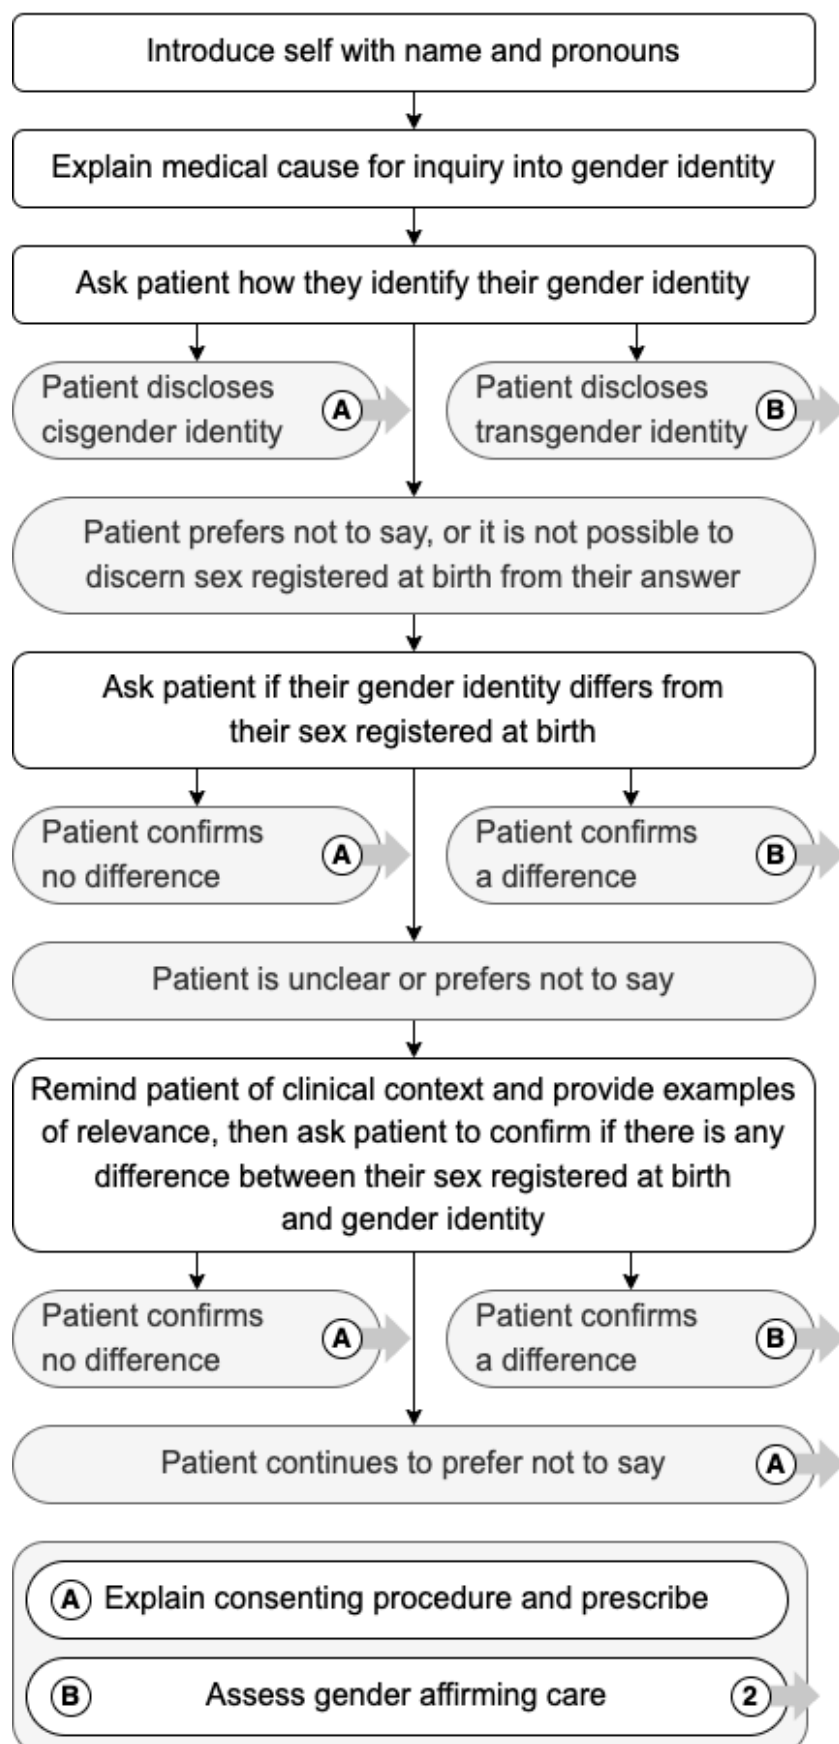 Introduce self with name and pronouns
Explain medical cause for inquiry into gender identity
Ask patient how they identify their gender identity
Patient discloses
cisgender identity
A
Patient discloses
transgender identity
B
Patient prefers not to say, or it is not possible to
discern sex registered at birth from their answer
Ask patient if their gender identity differs from
their sex registered at birth
Patient confirms
no difference
A
Patient confirms
a difference
B
Patient is unclear or prefers not to say
Remind patient of clinical context and provide examples
of relevance, then ask patient to confirm if there is any
difference between their sex registered at birth
and gender identity
Patient confirms
no difference
A
Patient confirms
a difference
B
Patient continues to prefer not to say A
A Explain consenting procedure and prescribe
B Assess gender affirming care 2